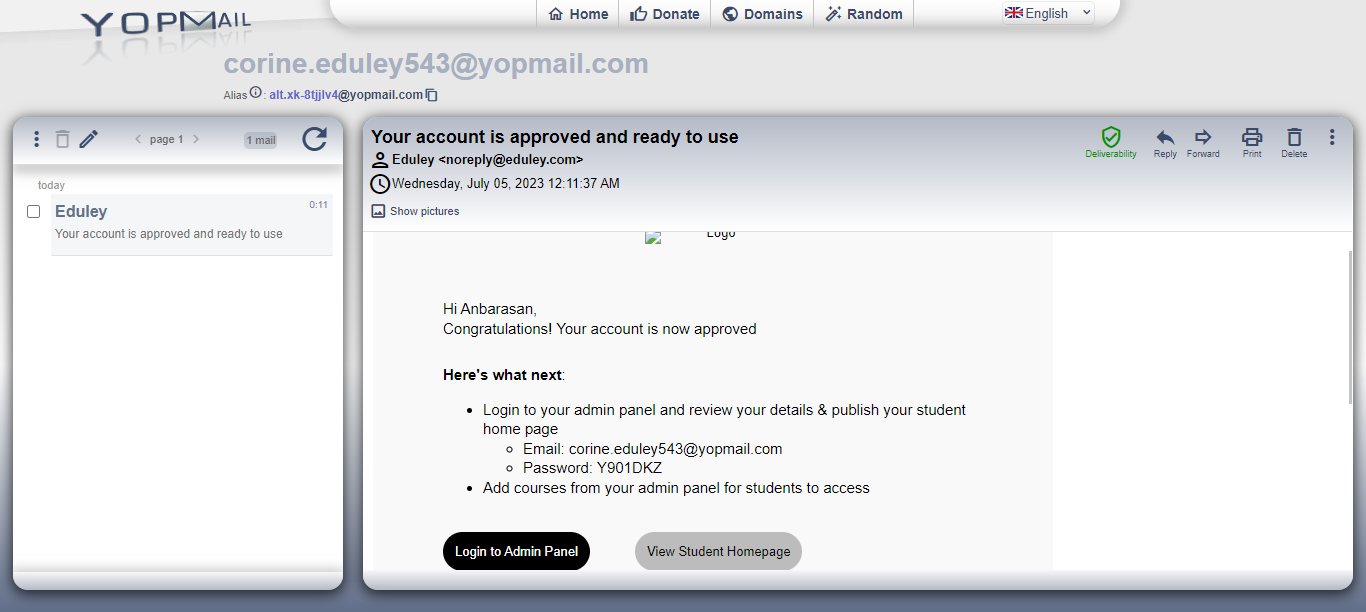 YOPMAIL
Home
Donate
Domains
Random
English
corine.eduley543@yopmail.com
Alias : alt.xk-8tjjlv4@yopmail.com
page 1
1 mail
today
Eduley
0:11
Your account is approved and ready to use
Your account is approved and ready to use
Eduley <noreply@eduley.com>
Wednesday, July 05, 2023 12:11:37 AM
Show pictures
Deliverability
Reply
Forward
Print
Delete
Logo
Hi Anbarasan,
Congratulations! Your account is now approved
Here's what next:
Login to your admin panel and review your details & publish your student
home page
Email: corine.eduley543@yopmail.com
Password: Y901DKZ
Add courses from your admin panel for students to access
Login to Admin Panel
View Student Homepage